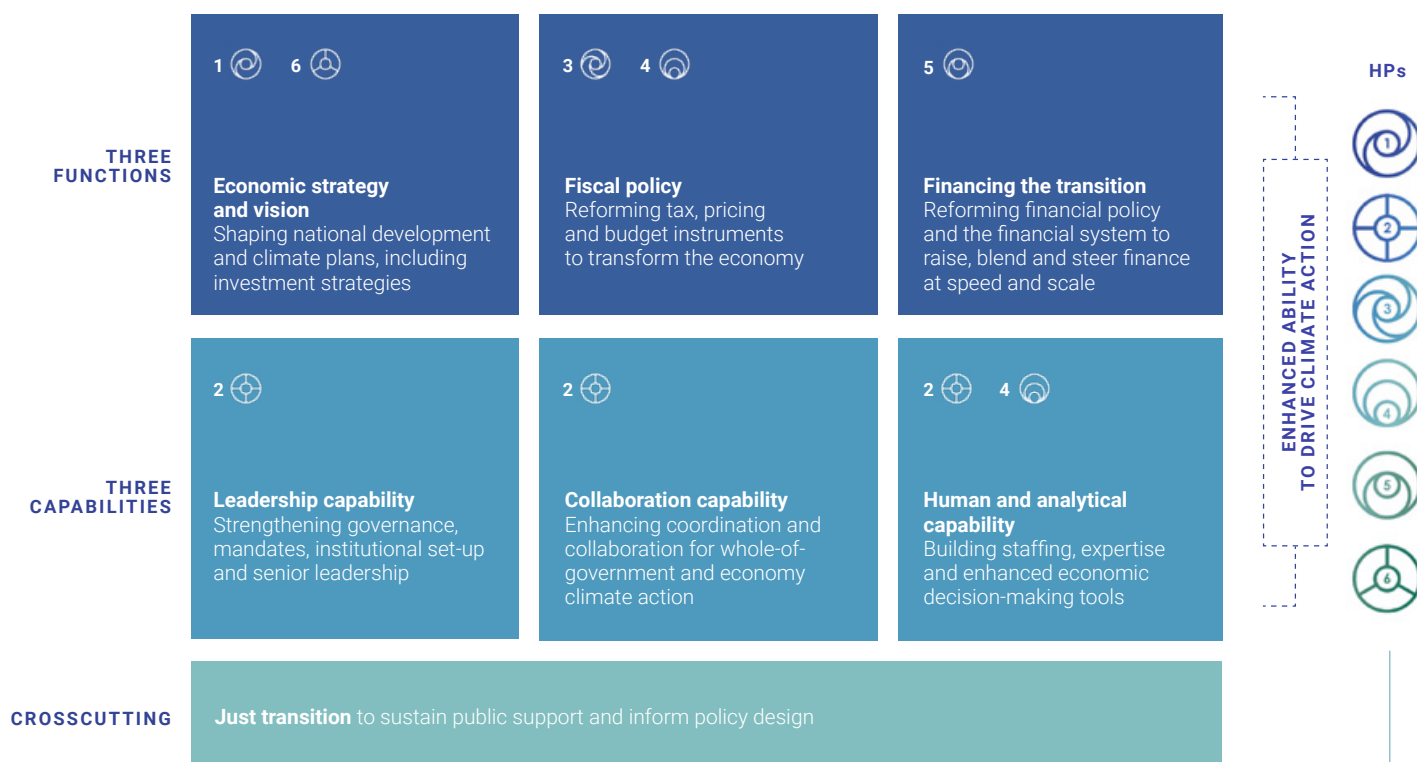 HPs
THREE
FUNCTIONS
1 6
Economic strategy
and vision
Shaping national development
and climate plans, including
investment strategies
3 4
Fiscal policy
Reforming tax, pricing
and budget instruments
to transform the economy
5
Financing the transition
Reforming financial policy
and the financial system to
raise, blend and steer finance
at speed and scale
THREE
CAPABILITIES
2
Leadership capability
Strengthening governance,
mandates, institutional set-up
and senior leadership
2
Collaboration capability
Enhancing coordination and
collaboration for whole-of-
government and economy
climate action
2 4
Human and analytical
capability
Building staffing, expertise
and enhanced economic
decision-making tools
ENHANCED ABILITY
TO DRIVE CLIMATE ACTION
1
2
3
4
5
6
CROSSCUTTING
Just transition to sustain public support and inform policy design